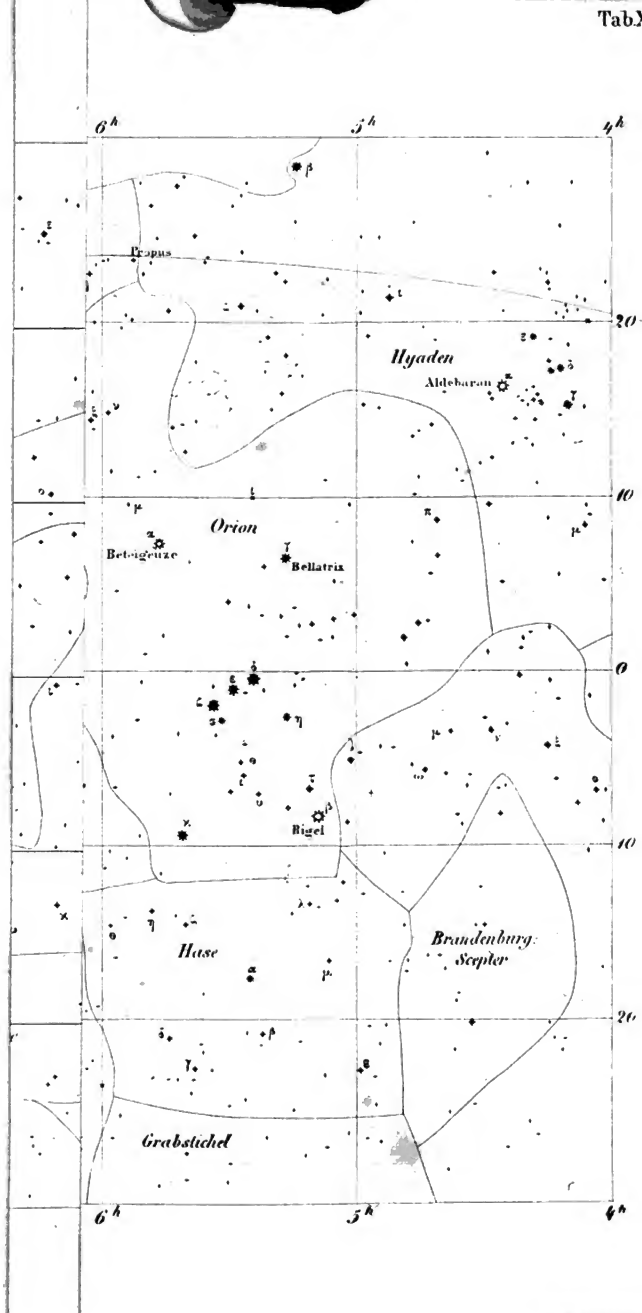 Tab.
6h 5h 4h
β
ε
Propus
ι
20
ε
Hyaden
δ
α
Aldebaran
γ
ξ ν
10
ο
ι
μ
π
Orion
μ
α
γ
Beteigeuze
Bellatrix
0
δ
ε
ζ
σ
η
ι
μ ν
ξ
θ
ω
ι
υ
τ
ο
β
Rigel
κ
10
κ
λ
η
ζ
θ
Brandenburg:
Scepter
Hase
α
μ
20
δ
β
γ
ε
Grabstichel
6h 5h 4h